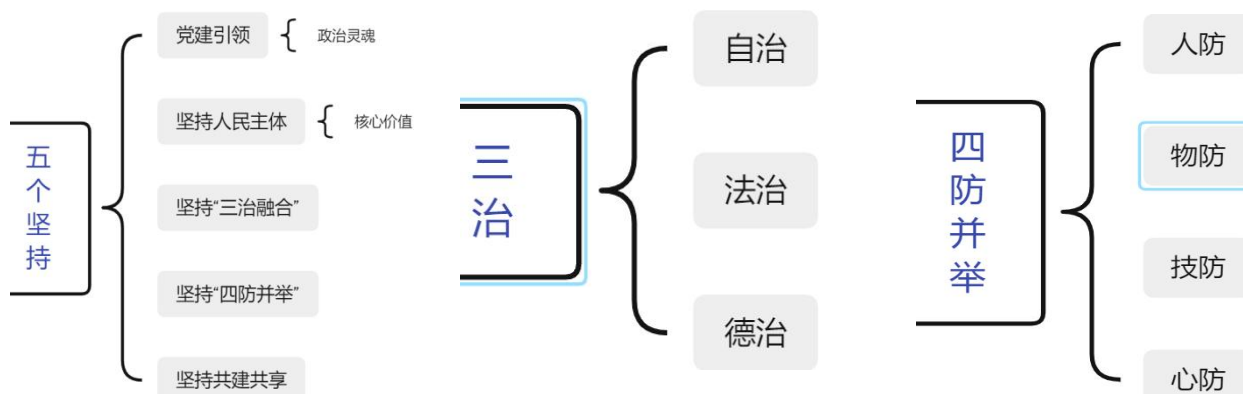 五个坚持
党建引领
政治灵魂
坚持人民主体
核心价值
坚持“三治融合”
坚持“四防并举”
坚持共建共享
三治
自治
法治
德治
四防并举
人防
物防
技防
心防